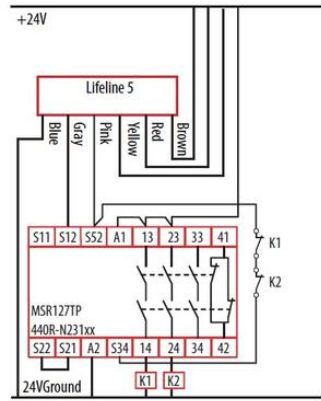 +24V
Lifeline 5
Blue
Gray
Pink
Yellow
Red
Brown
S11 S12 S52 A1 13 23 33 41
K1
K2
MSR127TP
440R-N231xx
S22 S21 A2 S34 14 24 34 42
24VGround
K1 K2